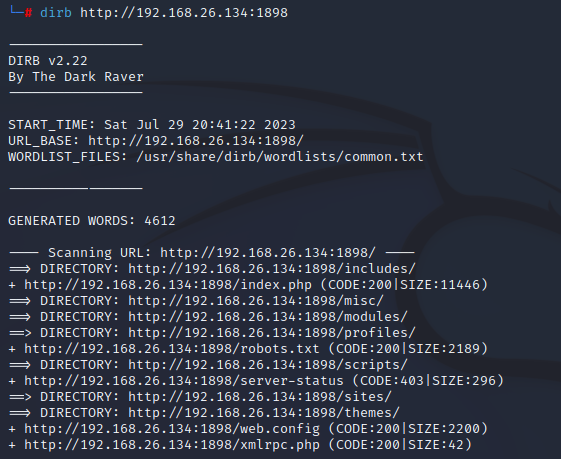 └─# dirb http://192.168.26.134:1898
-----------------
DIRB v2.22
By The Dark Raver
-----------------
START_TIME: Sat Jul 29 20:41:22 2023
URL_BASE: http://192.168.26.134:1898/
WORDLIST_FILES: /usr/share/dirb/wordlists/common.txt
-----------------
GENERATED WORDS: 4612
---- Scanning URL: http://192.168.26.134:1898/ ----
==> DIRECTORY: http://192.168.26.134:1898/includes/
+ http://192.168.26.134:1898/index.php (CODE:200|SIZE:11446)
==> DIRECTORY: http://192.168.26.134:1898/misc/
==> DIRECTORY: http://192.168.26.134:1898/modules/
==> DIRECTORY: http://192.168.26.134:1898/profiles/
+ http://192.168.26.134:1898/robots.txt (CODE:200|SIZE:2189)
==> DIRECTORY: http://192.168.26.134:1898/scripts/
+ http://192.168.26.134:1898/server-status (CODE:403|SIZE:296)
==> DIRECTORY: http://192.168.26.134:1898/sites/
==> DIRECTORY: http://192.168.26.134:1898/themes/
+ http://192.168.26.134:1898/web.config (CODE:200|SIZE:2200)
+ http://192.168.26.134:1898/xmlrpc.php (CODE:200|SIZE:42)